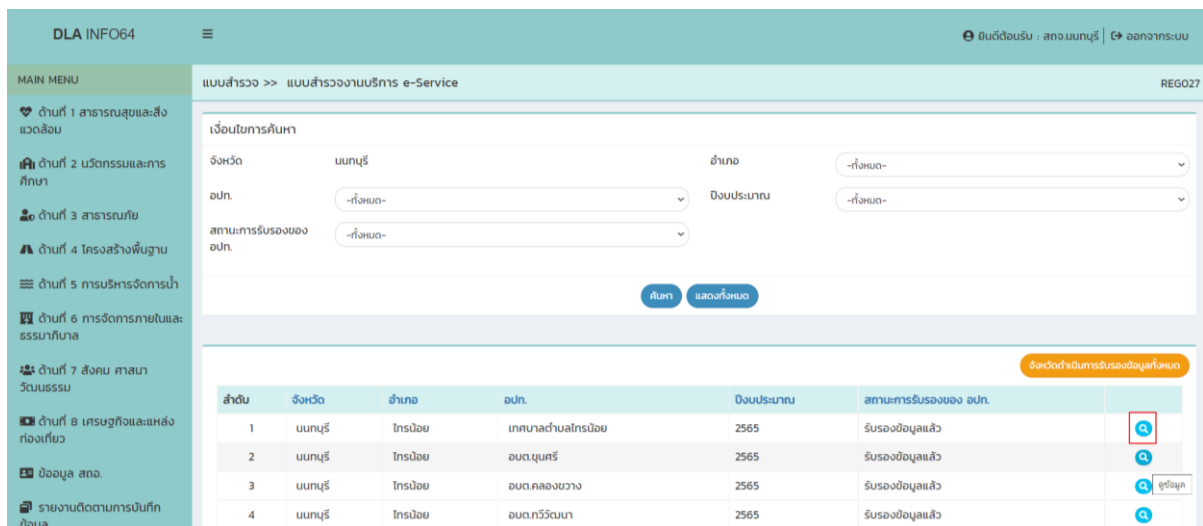 DLA INFO64
ยินดีต้อนรับ : สถจ.นนทบุรี ออกจากระบบ
MAIN MENU
แบบสำรวจ >> แบบสำรวจงานบริการ e-Service
REG027
ด้านที่ 1 สาธารณสุขและสิ่ง
แวดล้อม
ด้านที่ 2 นวัตกรรมและการ
ศึกษา
ด้านที่ 3 สาธารณภัย
ด้านที่ 4 โครงสร้างพื้นฐาน
ด้านที่ 5 การบริหารจัดการน้ำ
ด้านที่ 6 การจัดการภายในและ
ธรรมาภิบาล
ด้านที่ 7 สังคม ศาสนา
วัฒนธรรม
ด้านที่ 8 เศรษฐกิจและแหล่ง
ท่องเที่ยว
ข้ออมูล สถอ.
รายงานติดตามการบันทึก
ข้อมูล
เงื่อนไขการค้นหา
จังหวัด นนทบุรี อำเภอ -ทั้งหมด-
อปท. -ทั้งหมด- ปีงบประมาณ -ทั้งหมด-
สถานะการรับรองของ
อปท.
-ทั้งหมด-
ค้นหา แสดงทั้งหมด
จังหวัดดำเนินการรับรองข้อมูลทั้งหมด
ลำดับ จังหวัด อำเภอ อปท. ปีงบประมาณ สถานะการรับรองของ อปท.
1 นนทบุรี ไทรน้อย เทศบาลตำบลไทรน้อย 2565 รับรองข้อมูลแล้ว
2 นนทบุรี ไทรน้อย อบต.ขุนศรี 2565 รับรองข้อมูลแล้ว
3 นนทบุรี ไทรน้อย อบต.คลองขวาง 2565 รับรองข้อมูลแล้ว
ดูข้อมูล
4 นนทบุรี ไทรน้อย อบต.ทวีวัฒนา 2565 รับรองข้อมูลแล้ว